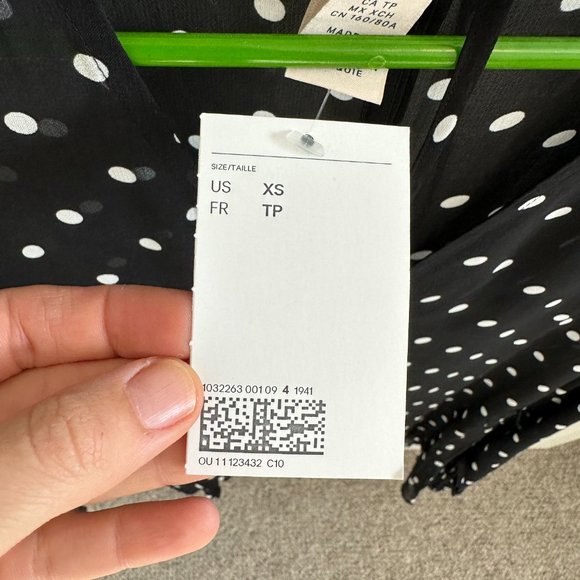 CA TP
MX XCH
CN 160/80A
MADE
QUIE
SIZE/TAILLE
US XS
FR TP
1032263 001 09 4 1941
OU 11123432 C10